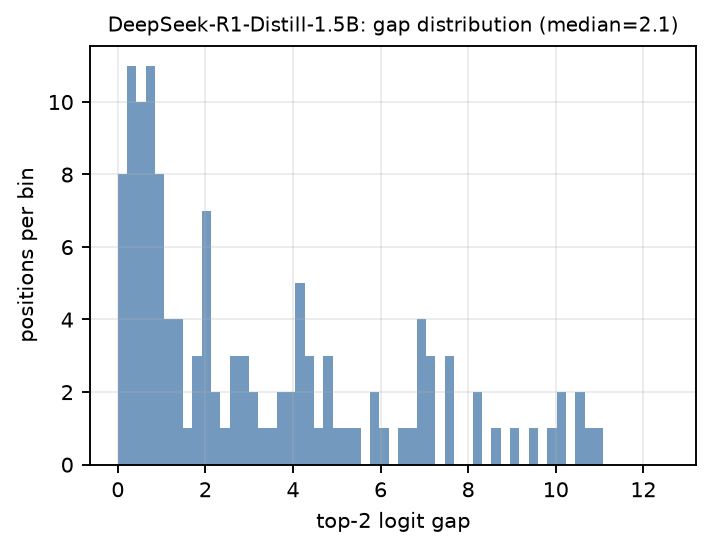 DeepSeek-R1-Distill-1.5B: gap distribution (median=2.1)
positions per bin
10
8
6
4
2
0
0 2 4 6 8 10 12
top-2 logit gap